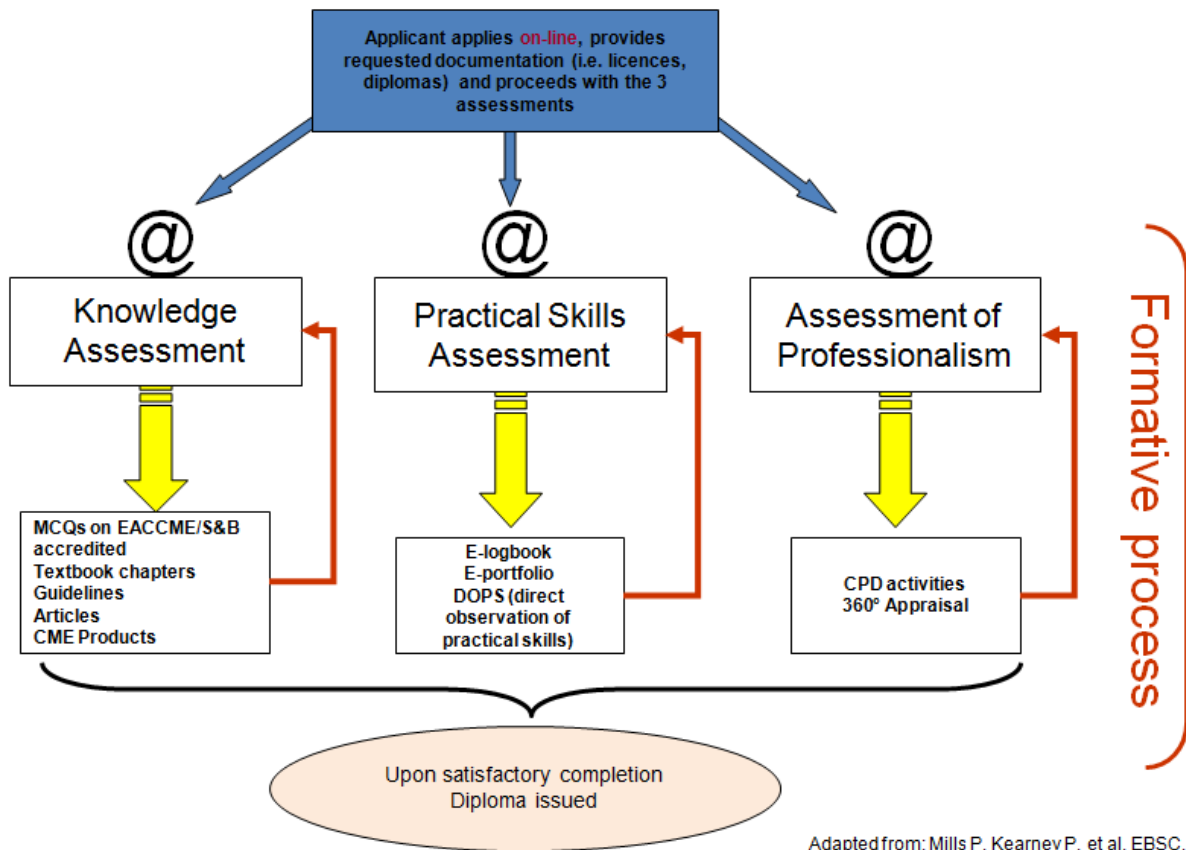 Applicant applies on-line, provides
requested documentation (i.e. licences,
diplomas) and proceeds with the 3
assessments
@
@
@
Knowledge
Assessment
Practical Skills
Assessment
Assessment of
Professionalism
MCQs on EACCME/S&B
accredited
Textbook chapters
Guidelines
Articles
CME Products
E-logbook
E-portfolio
DOPS (direct
observation of
practical skills)
CPD activities
360º Appraisal
Formative process
Upon satisfactory completion
Diploma issued
Adapted from: Mills P, Kearney P, et al. EBSC.